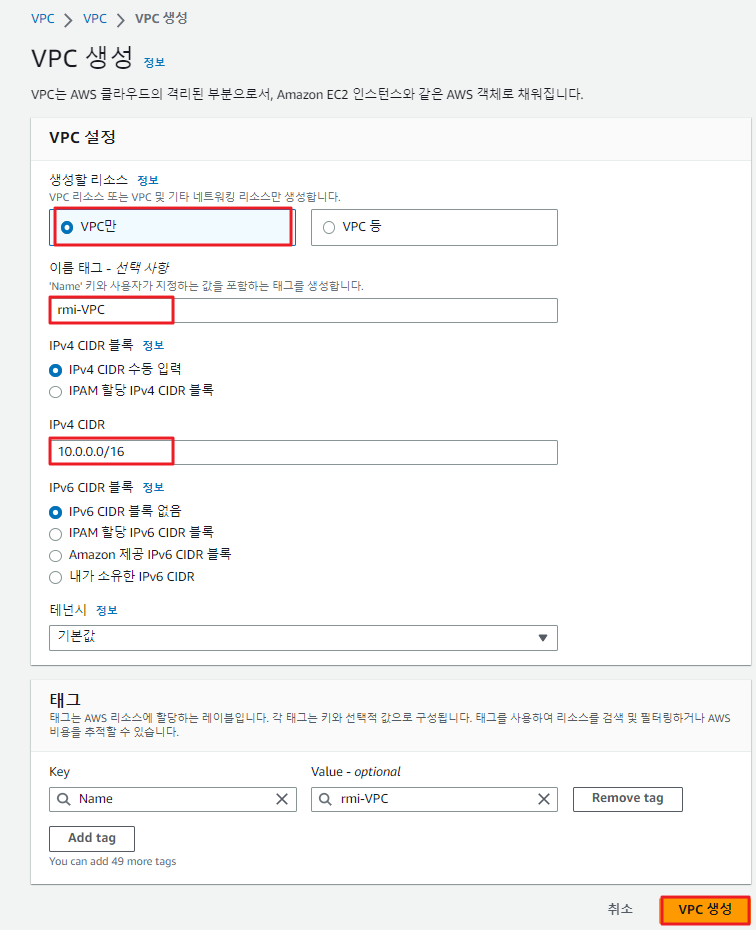 VPC > VPC > VPC 생성
VPC 생성 정보
VPC는 AWS 클라우드의 격리된 부분으로서, Amazon EC2 인스턴스와 같은 AWS 객체로 채워집니다.
VPC 설정
생성할 리소스 정보
VPC 리소스 또는 VPC 및 기타 네트워킹 리소스만 생성합니다.
VPC만 VPC 등
이름 태그 - 선택 사항
'Name' 키와 사용자가 지정하는 값을 포함하는 태그를 생성합니다.
rmi-VPC
IPv4 CIDR 블록 정보
IPv4 CIDR 수동 입력
IPAM 할당 IPv4 CIDR 블록
IPv4 CIDR
10.0.0.0/16
IPv6 CIDR 블록 정보
IPv6 CIDR 블록 없음
IPAM 할당 IPv6 CIDR 블록
Amazon 제공 IPv6 CIDR 블록
내가 소유한 IPv6 CIDR
테넌시 정보
기본값
태그
태그는 AWS 리소스에 할당하는 레이블입니다. 각 태그는 키와 선택적 값으로 구성됩니다. 태그를 사용하여 리소스를 검색 및 필터링하거나 AWS
비용을 추적할 수 있습니다.
Key Value - optional
Name rmi-VPC Remove tag
Add tag
You can add 49 more tags
취소 VPC 생성